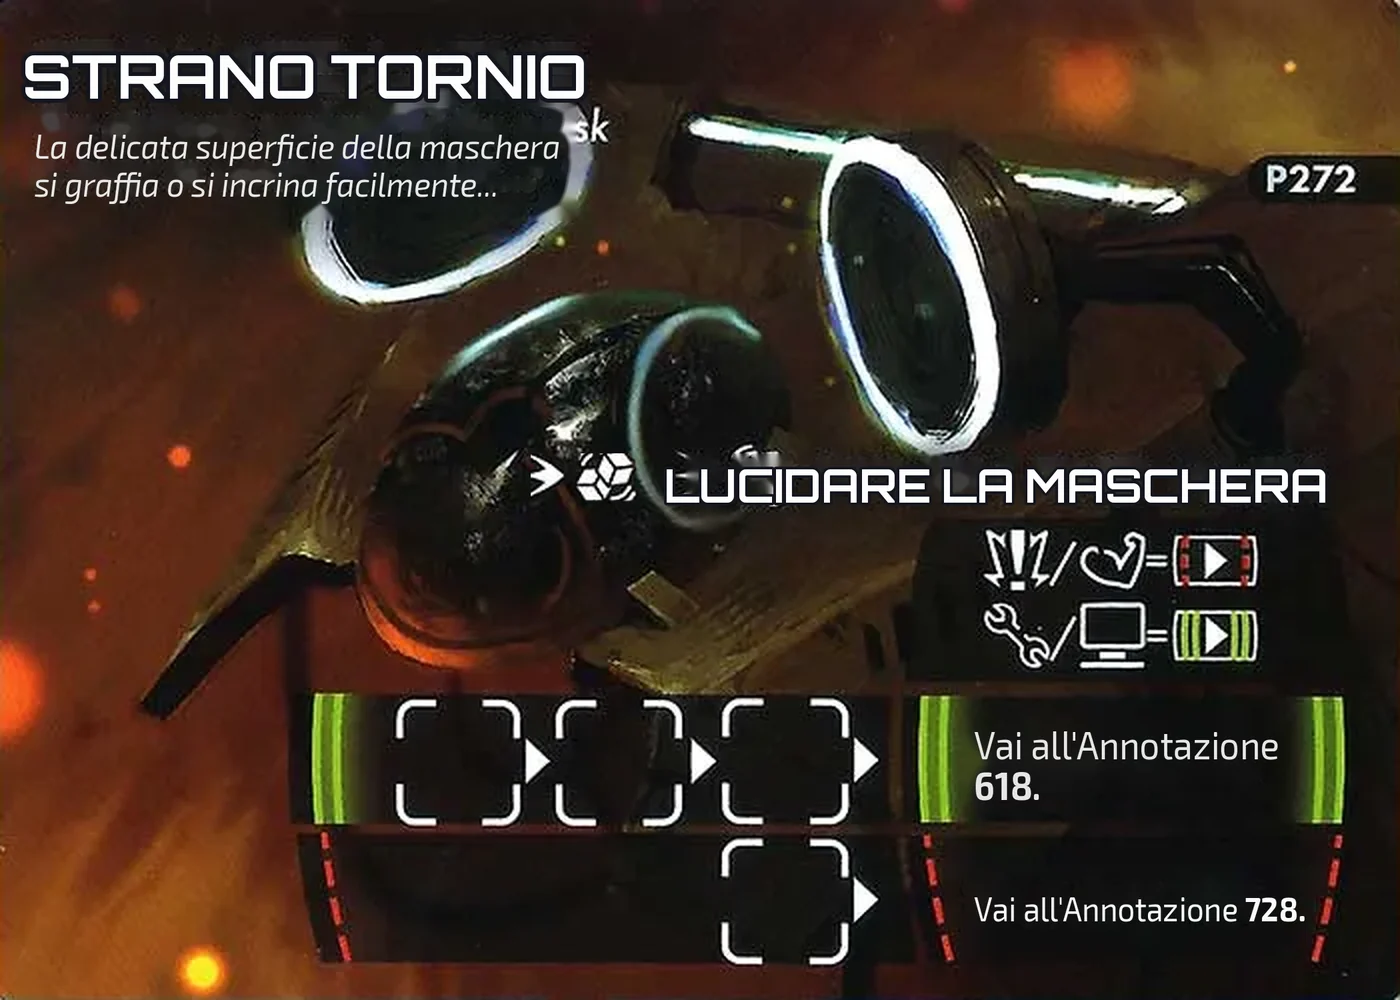 STRANO TORNIO
sk
La delicata superficie della maschera
si graffia o si incrina facilmente...
P272
LUCIDARE LA MASCHERA
Vai all'Annotazione
618.
Vai all'Annotazione 728.